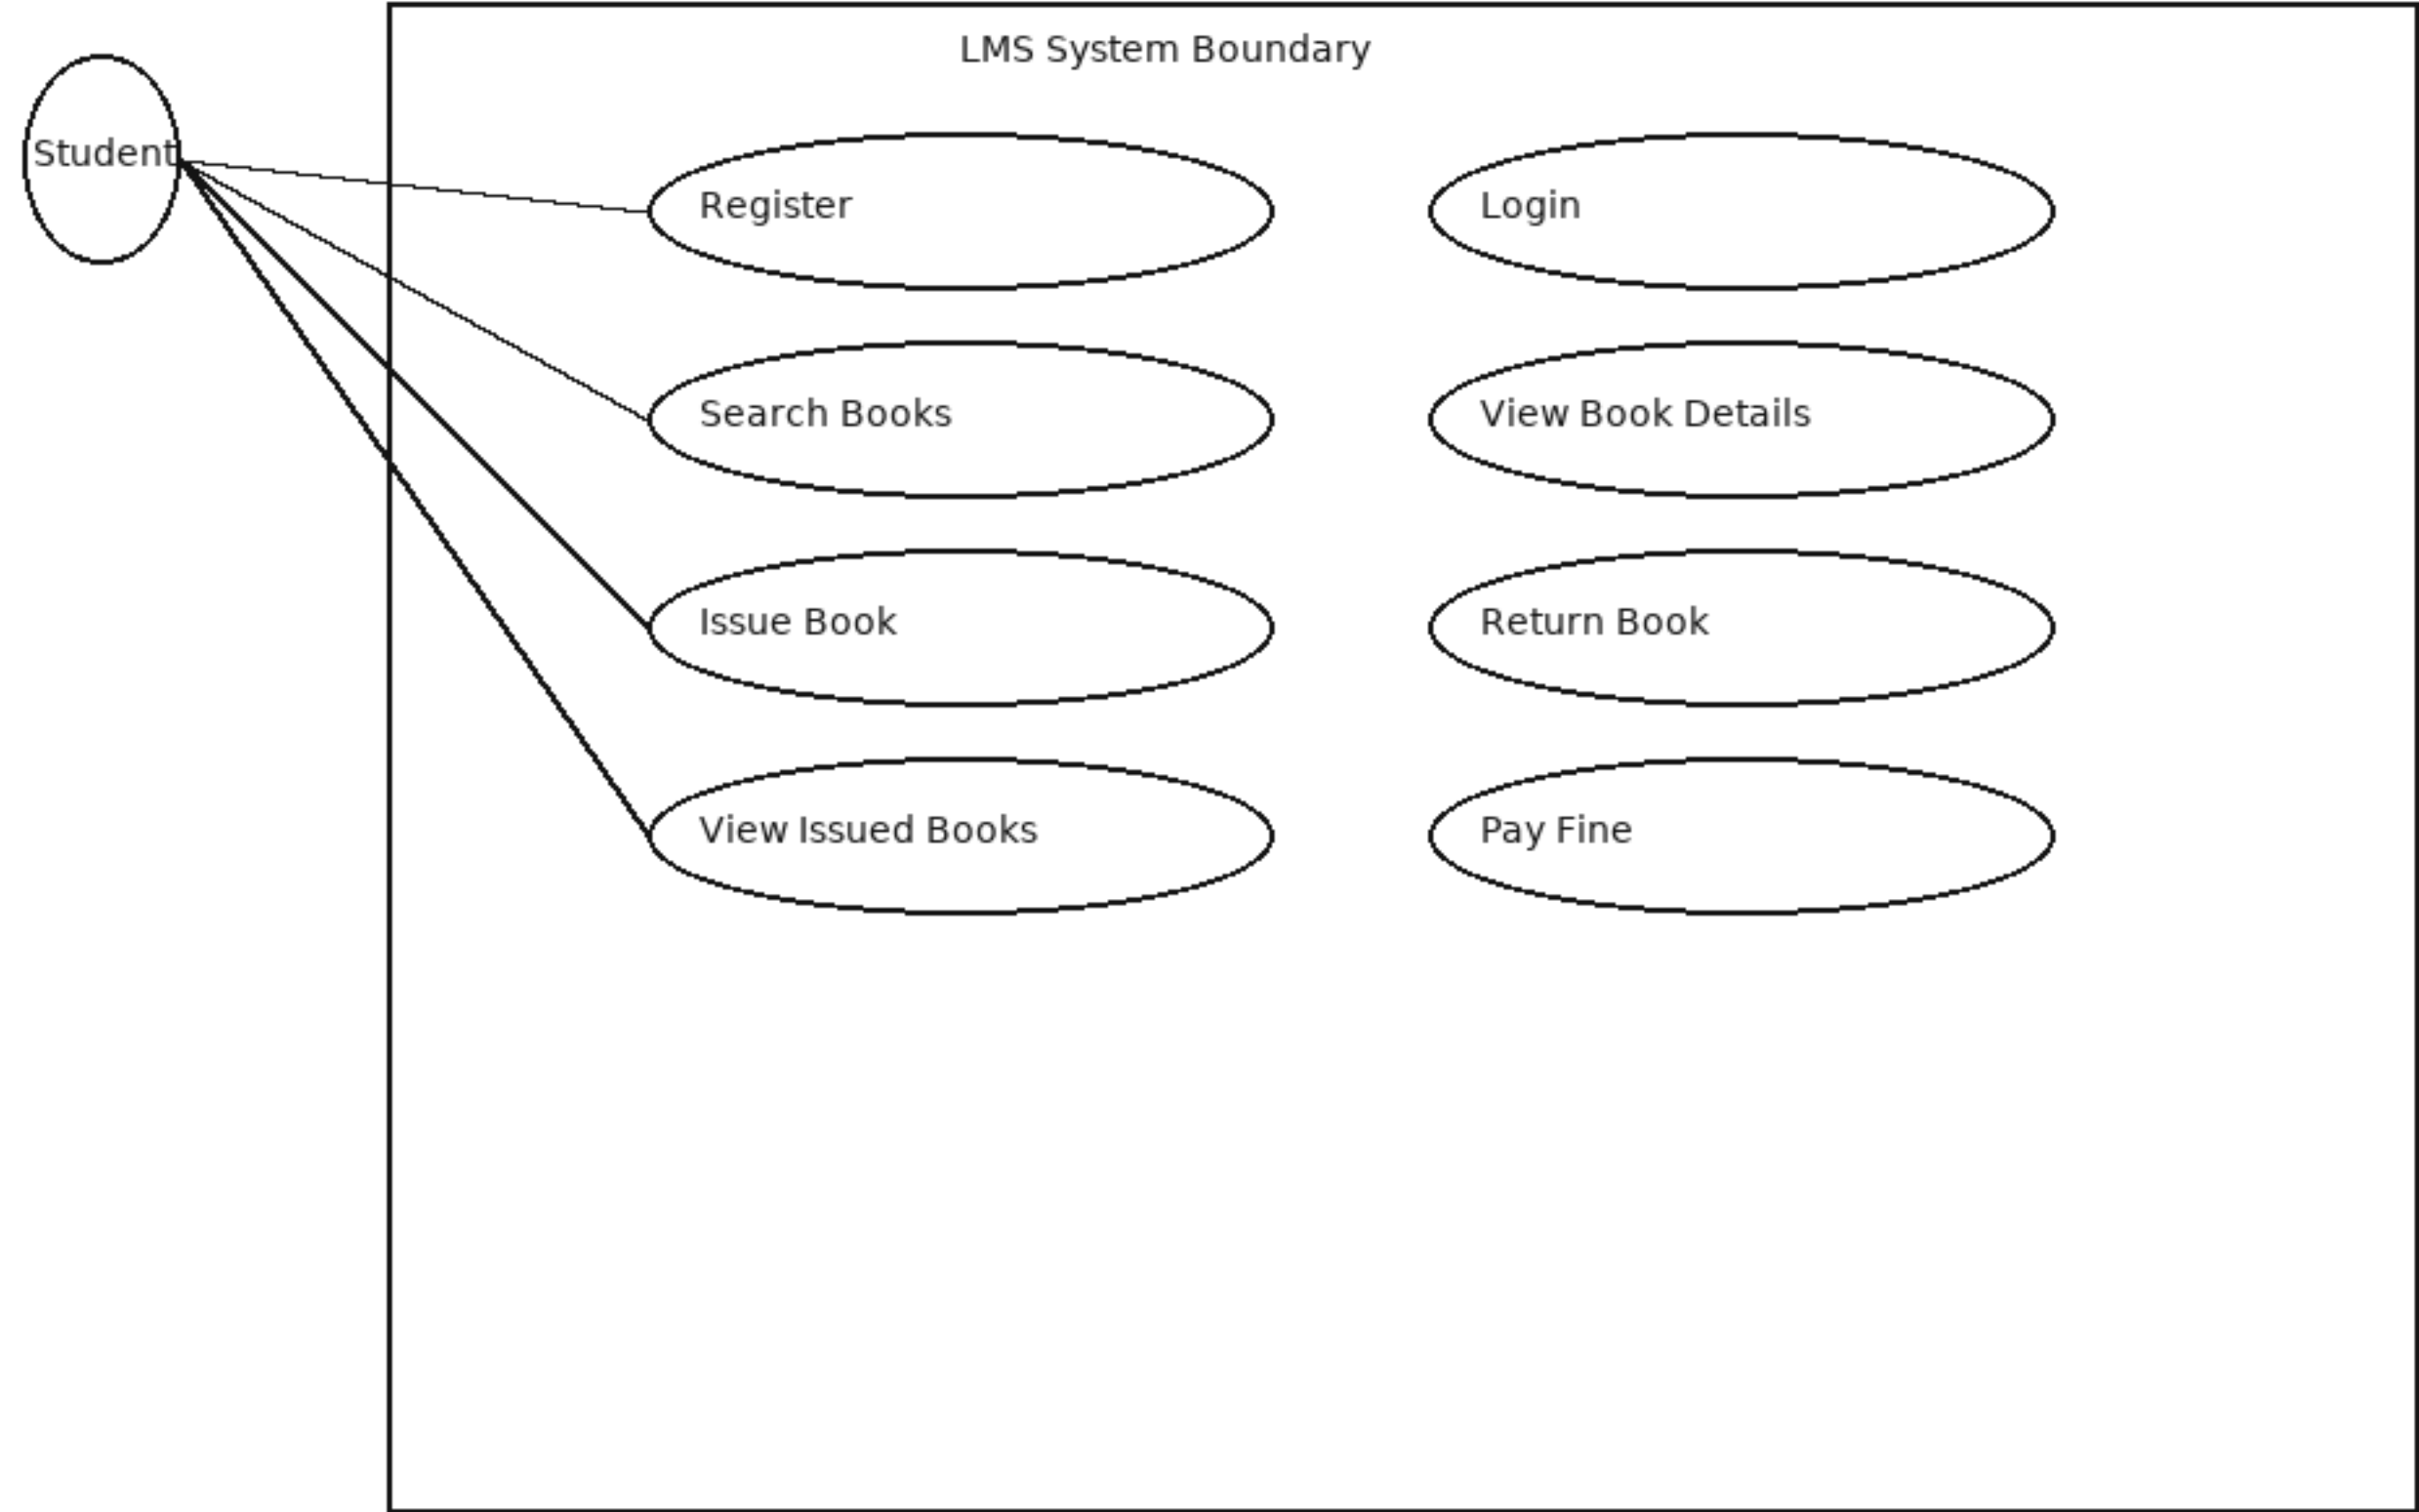 LMS System Boundary
Student
Register
Login
Search Books
View Book Details
Issue Book
Return Book
View Issued Books
Pay Fine